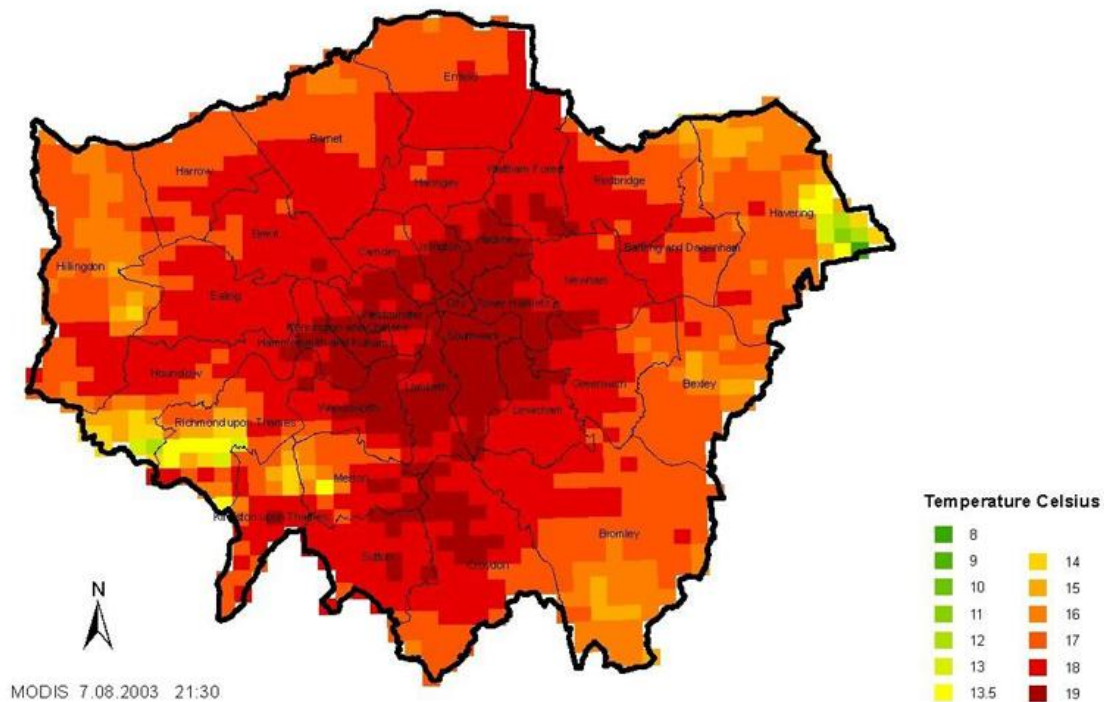 Enfield
Barnet
Harrow
Haringey
Waltham Forest
Redbridge
Havering
Brent
Camden
Islington
Hackney
Barking and Dagenham
Hillingdon
Ealing
Newham
City
Tower Hamlets
Westminster
Kensington and Chelsea
Hammersmith and Fulham
Southwark
Hounslow
Lambeth
Greenwich
Bexley
Richmond upon Thames
Wandsworth
Lewisham
Merton
Kingston upon Thames
Bromley
Sutton
Croydon
N
MODIS 7.08.2003 21:30
Temperature Celsius
8
9
10
11
12
13
13.5
14
15
16
17
18
19